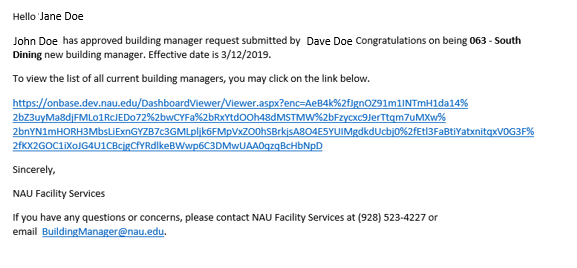 Hello Jane Doe
John Doe has approved building manager request submitted by Dave Doe Congratulations on being 063 - South
Dining new building manager. Effective date is 3/12/2019.
To view the list of all current building managers, you may click on the link below.
https://onbase.dev.nau.edu/DashboardViewer/Viewer.aspx?enc=AeB4k%2fJgnOZ91m1INTmH1da14%
2bZ3uyMa8djFMLo1RcJEDo72%2bwCYFa%2bRxYtdOOh48dMSTMW%2bFzycxc9JerTtqm7uMXw%
2bnYN1mHORH3MbsLiExnGYZB7c3GMLpljk6FMpVxZO0hSBrkjsA8O4E5YUIMgdkdUcbj0%2fEtl3FaBtiYatxnitqxV0G3F%
2fKX2GOC1iXoJG4U1CBcjgCfYRdlkeBWwp6C3DMwUAA0qzqBcHbNpD
Sincerely,
NAU Facility Services
If you have any questions or concerns, please contact NAU Facility Services at (928) 523-4227 or
email BuildingManager@nau.edu.